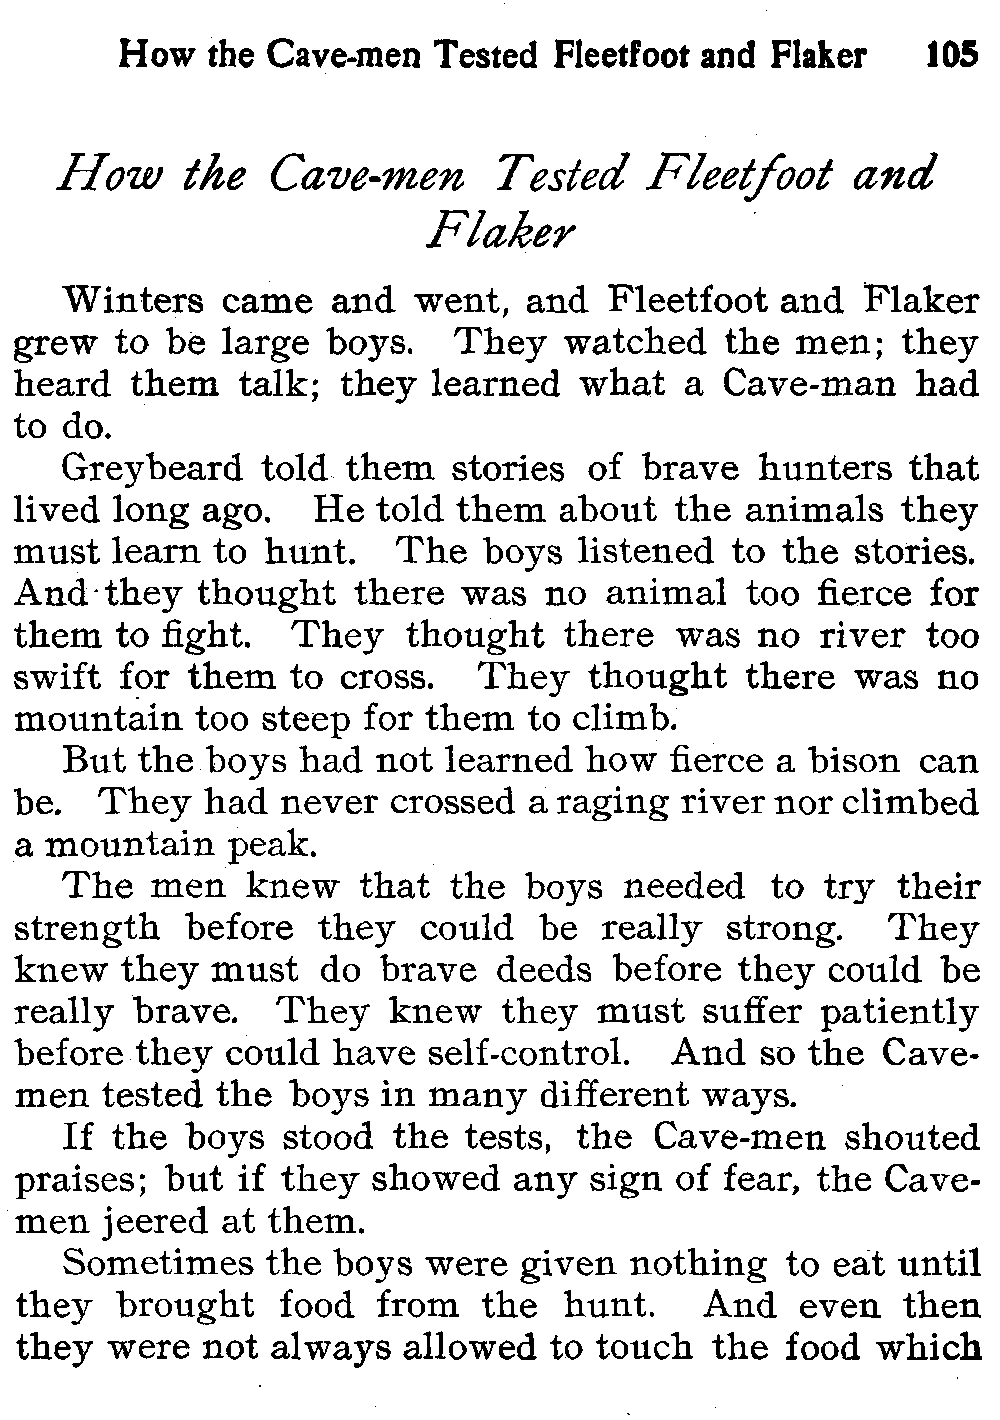 How the Cave-men Tested Fleetfoot and Flaker 105
How the Cave-men Tested Fleetfoot and
Flaker
Winters came and went, and Fleetfoot and Flaker
grew to be large boys. They watched the men; they
heard them talk; they learned what a Cave-man had
to do.
Greybeard told them stories of brave hunters that
lived long ago. He told them about the animals they
must learn to hunt. The boys listened to the stories.
And they thought there was no animal too fierce for
them to fight. They thought there was no river too
swift for them to cross. They thought there was no
mountain too steep for them to climb.
But the boys had not learned how fierce a bison can
be. They had never crossed a raging river nor climbed
a mountain peak.
The men knew that the boys needed to try their
strength before they could be really strong. They
knew they must do brave deeds before they could be
really brave. They knew they must suffer patiently
before they could have self-control. And so the Cave-
men tested the boys in many different ways.
If the boys stood the tests, the Cave-men shouted
praises; but if they showed any sign of fear, the Cave-
men jeered at them.
Sometimes the boys were given nothing to eat until
they brought food from the hunt. And even then
they were not always allowed to touch the food which